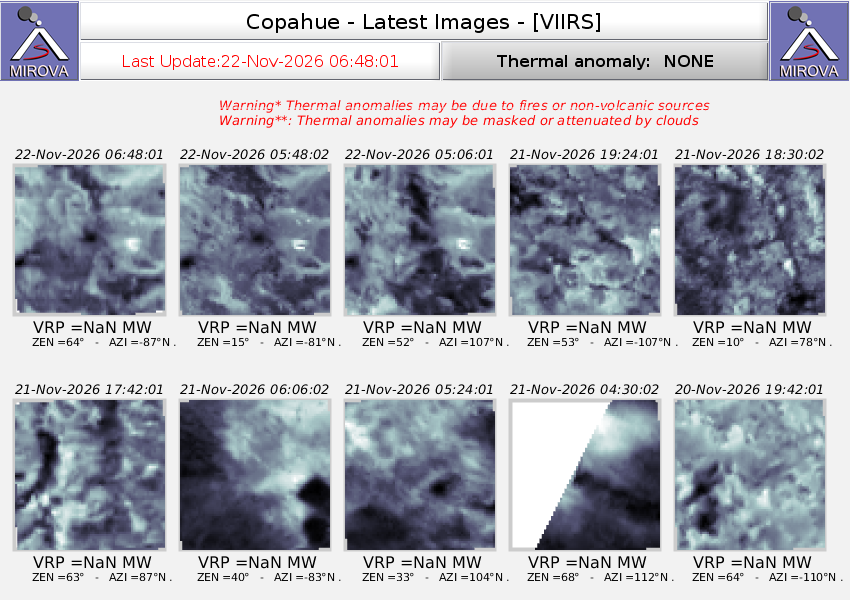 Copahue - Latest Images - [VIIRS]
MIROVA
Last Update:22-Nov-2026 06:48:01
Thermal anomaly: NONE
MIROVA
Warning* Thermal anomalies may be due to fires or non-volcanic sources
Warning**: Thermal anomalies may be masked or attenuated by clouds
22-Nov-2026 06:48:01
22-Nov-2026 05:48:02
22-Nov-2026 05:06:01
21-Nov-2026 19:24:01
21-Nov-2026 18:30:02
VRP =NaN MW
VRP =NaN MW
VRP =NaN MW
VRP =NaN MW
VRP =NaN MW
ZEN =64° - AZI =-87°N .
ZEN =15° - AZI =-81°N .
ZEN =52° - AZI =107°N .
ZEN =53° - AZI =-107°N .
ZEN =10° - AZI =78°N .
21-Nov-2026 17:42:01
21-Nov-2026 06:06:02
21-Nov-2026 05:24:01
21-Nov-2026 04:30:02
20-Nov-2026 19:42:01
VRP =NaN MW
VRP =NaN MW
VRP =NaN MW
VRP =NaN MW
VRP =NaN MW
ZEN =63° - AZI =87°N .
ZEN =40° - AZI =-83°N .
ZEN =33° - AZI =104°N .
ZEN =68° - AZI =112°N .
ZEN =64° - AZI =-110°N .